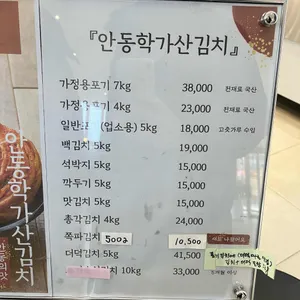 『안동학가산김치』
가정용포기 7kg 38,000 전재료 국산
가정용포기 4kg 23,000 전재료 국산
일반포기 (업소용) 5kg 18,000 고춧가루 수입
백김치 5kg 19,000
석박지 5kg 15,000
깍두기 5kg 15,000
맛김치 5kg 15,000
총각김치 4kg 24,000
쪽파김치 500g 10,500
더덕김치 5kg 41,500
10kg 33,000
안동학가산김치
안동의맛